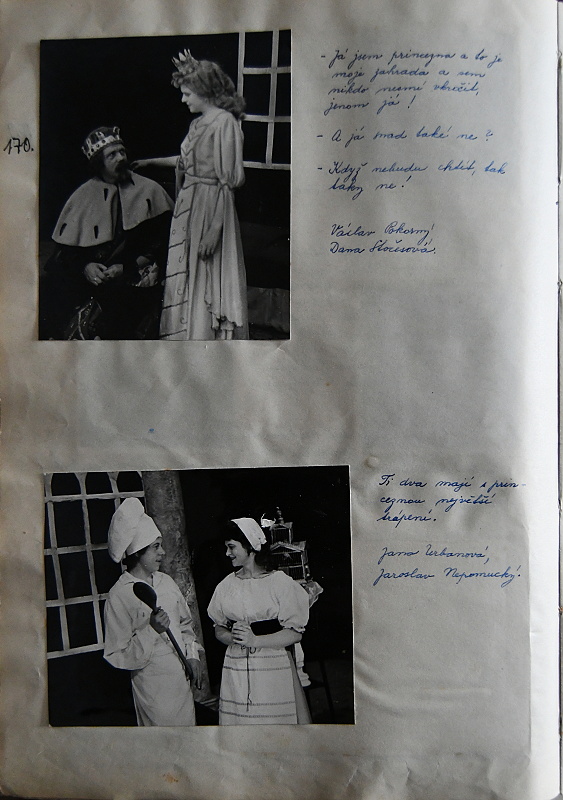 170.
- Já jsem princezna a to je
moje zahrada a sem
nikdo nesmí vkročit,
jenom já!
- A já snad také ne?
- Když nebudu chtít, tak
taky ne!
Václav Pokorný
Dana Stočesová.
Ti dva mají s prin-
ceznou největší
trápení.
Jana Urbanová,
Jaroslav Nepomucký.